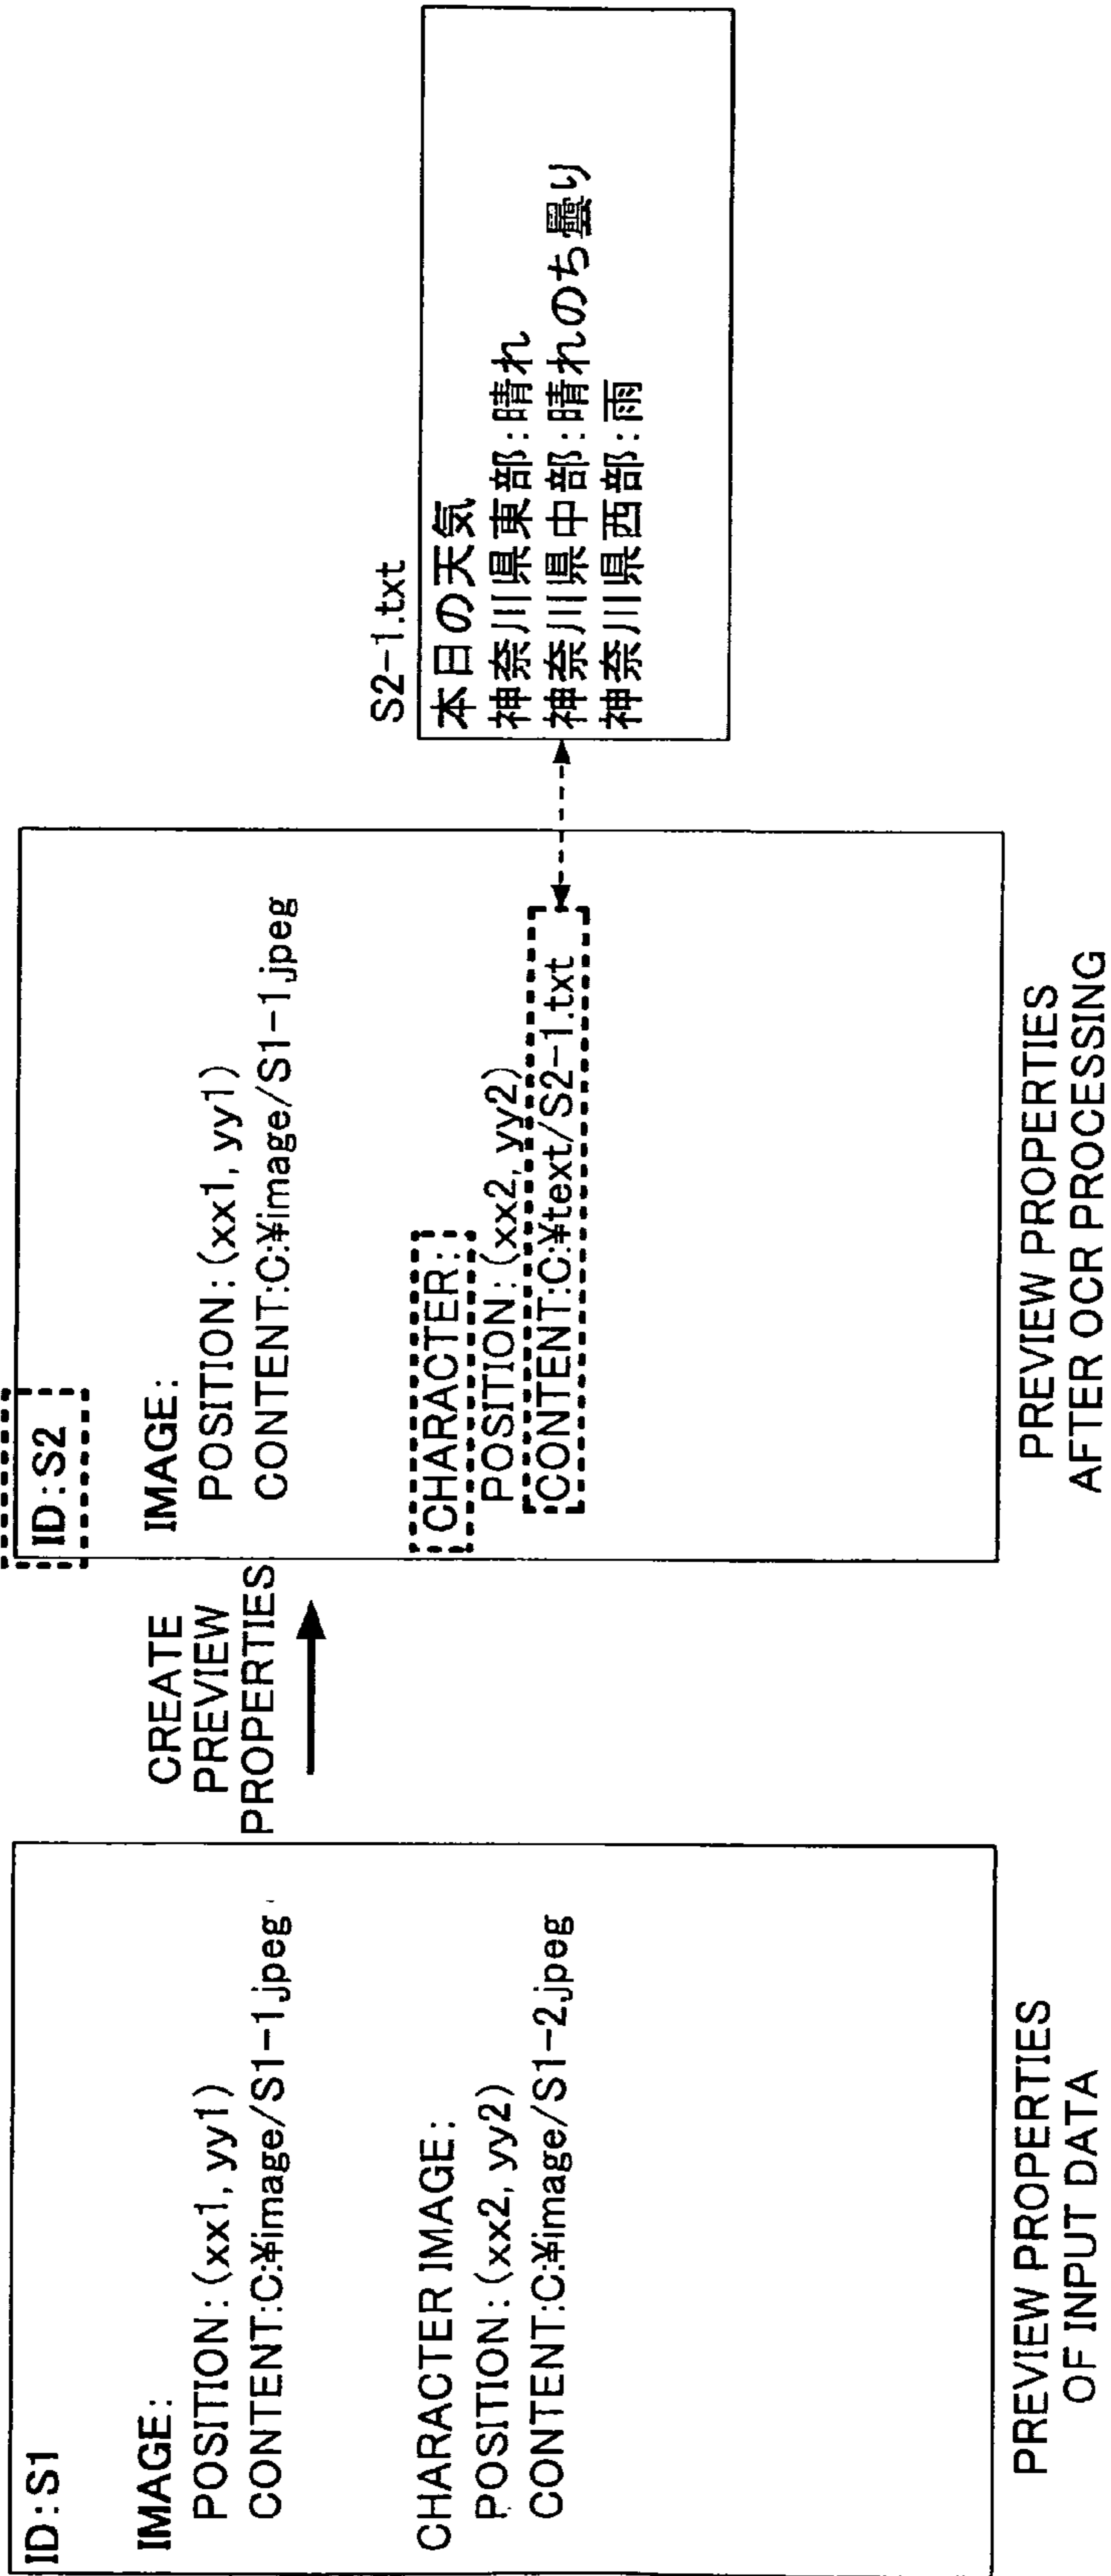 ID:S1
IMAGE:
POSITION:(xx1, yy1)
CONTENT:C:¥image/S1-1.jpeg
CHARACTER IMAGE:
POSITION:(xx2, yy2)
CONTENT:C:¥image/S1-2.jpeg
PREVIEW PROPERTIES
OF INPUT DATA
CREATE
PREVIEW
PROPERTIES
ID:S2
IMAGE:
POSITION:(xx1, yy1)
CONTENT:C:¥image/S1-1.jpeg
CHARACTER:
POSITION:(xx2, yy2)
CONTENT:C:¥text/S2-1.txt
PREVIEW PROPERTIES
AFTER OCR PROCESSING
S2-1.txt
本日の天気
神奈川県東部:晴れ
神奈川県中部:晴れのち曇り
神奈川県西部:雨